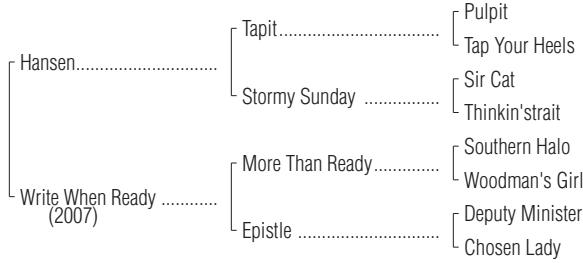 Pulpit
Tapit
Tap Your Heels
Hansen
Sir Cat
Stormy Sunday
Thinkin'strait
Southern Halo
More Than Ready
Woodman's Girl
Write When Ready
(2007)
Deputy Minister
Epistle
Chosen Lady